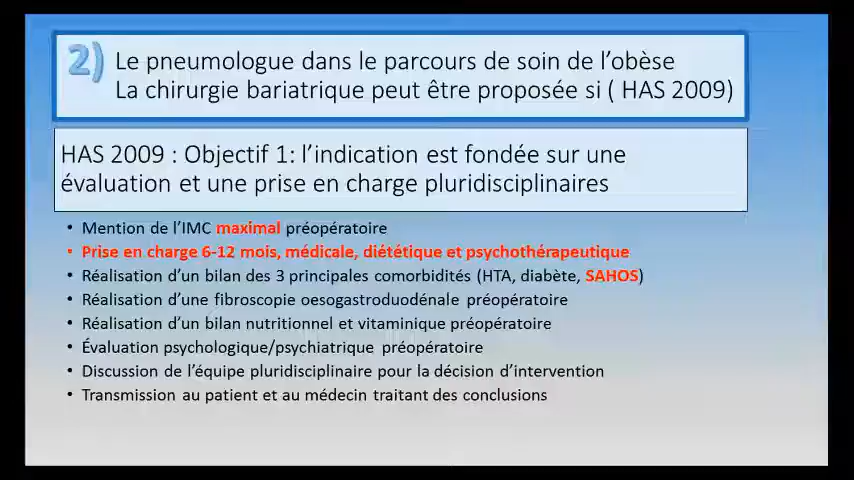 2) Le pneumologue dans le parcours de soin de l'obèse
La chirurgie bariatrique peut être proposée si ( HAS 2009)
HAS 2009 : Objectif 1: l'indication est fondée sur une
évaluation et une prise en charge pluridisciplinaires
• Mention de l'IMC maximal préopératoire
• Prise en charge 6-12 mois, médicale, diététique et psychothérapeutique
• Réalisation d'un bilan des 3 principales comorbidités (HTA, diabète, SAHOS)
• Réalisation d'une fibroscopie oesogastroduodénale préopératoire
• Réalisation d'un bilan nutritionnel et vitaminique préopératoire
• Évaluation psychologique/psychiatrique préopératoire
• Discussion de l'équipe pluridisciplinaire pour la décision d'intervention
• Transmission au patient et au médecin traitant des conclusions